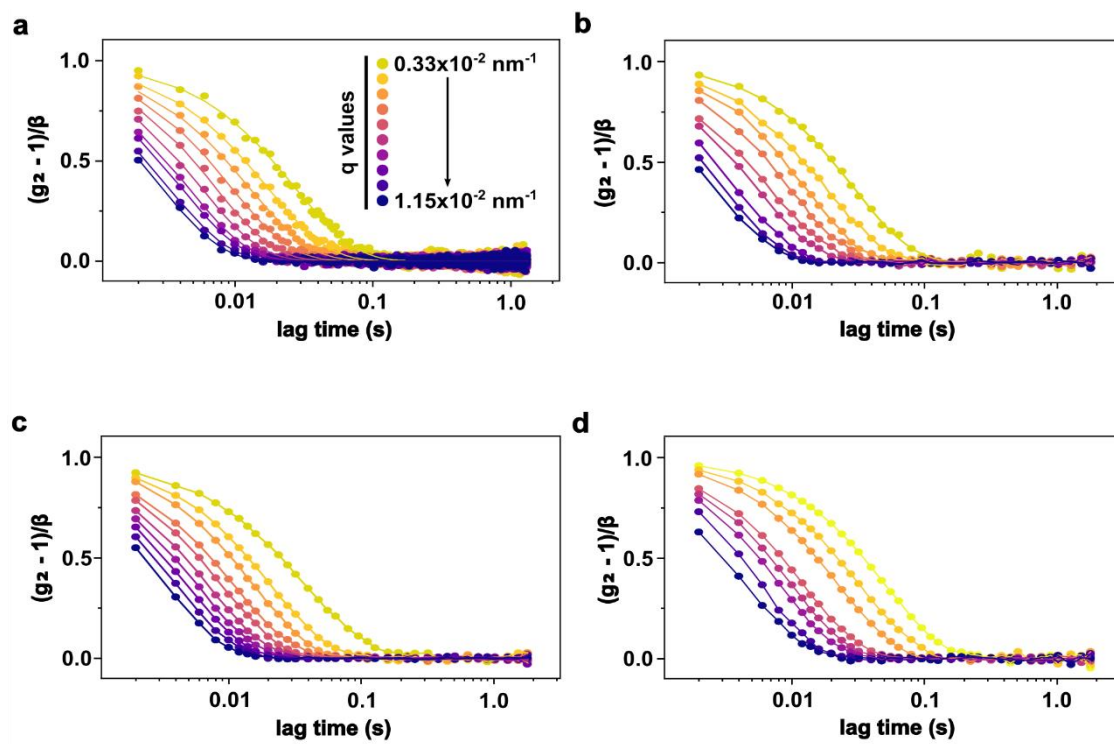 a
b
1.0
0.5
0.0
(g₂ - 1)/β
q values
0.33x10⁻² nm⁻¹
1.15x10⁻² nm⁻¹
0.01
0.1
1.0
lag time (s)
1.0
0.5
0.0
(g₂ - 1)/β
0.01
0.1
1.0
lag time (s)
c
d
1.0
0.5
0.0
(g₂ - 1)/β
0.01
0.1
1.0
lag time (s)
1.0
0.5
0.0
(g₂ - 1)/β
0.01
0.1
1.0
lag time (s)